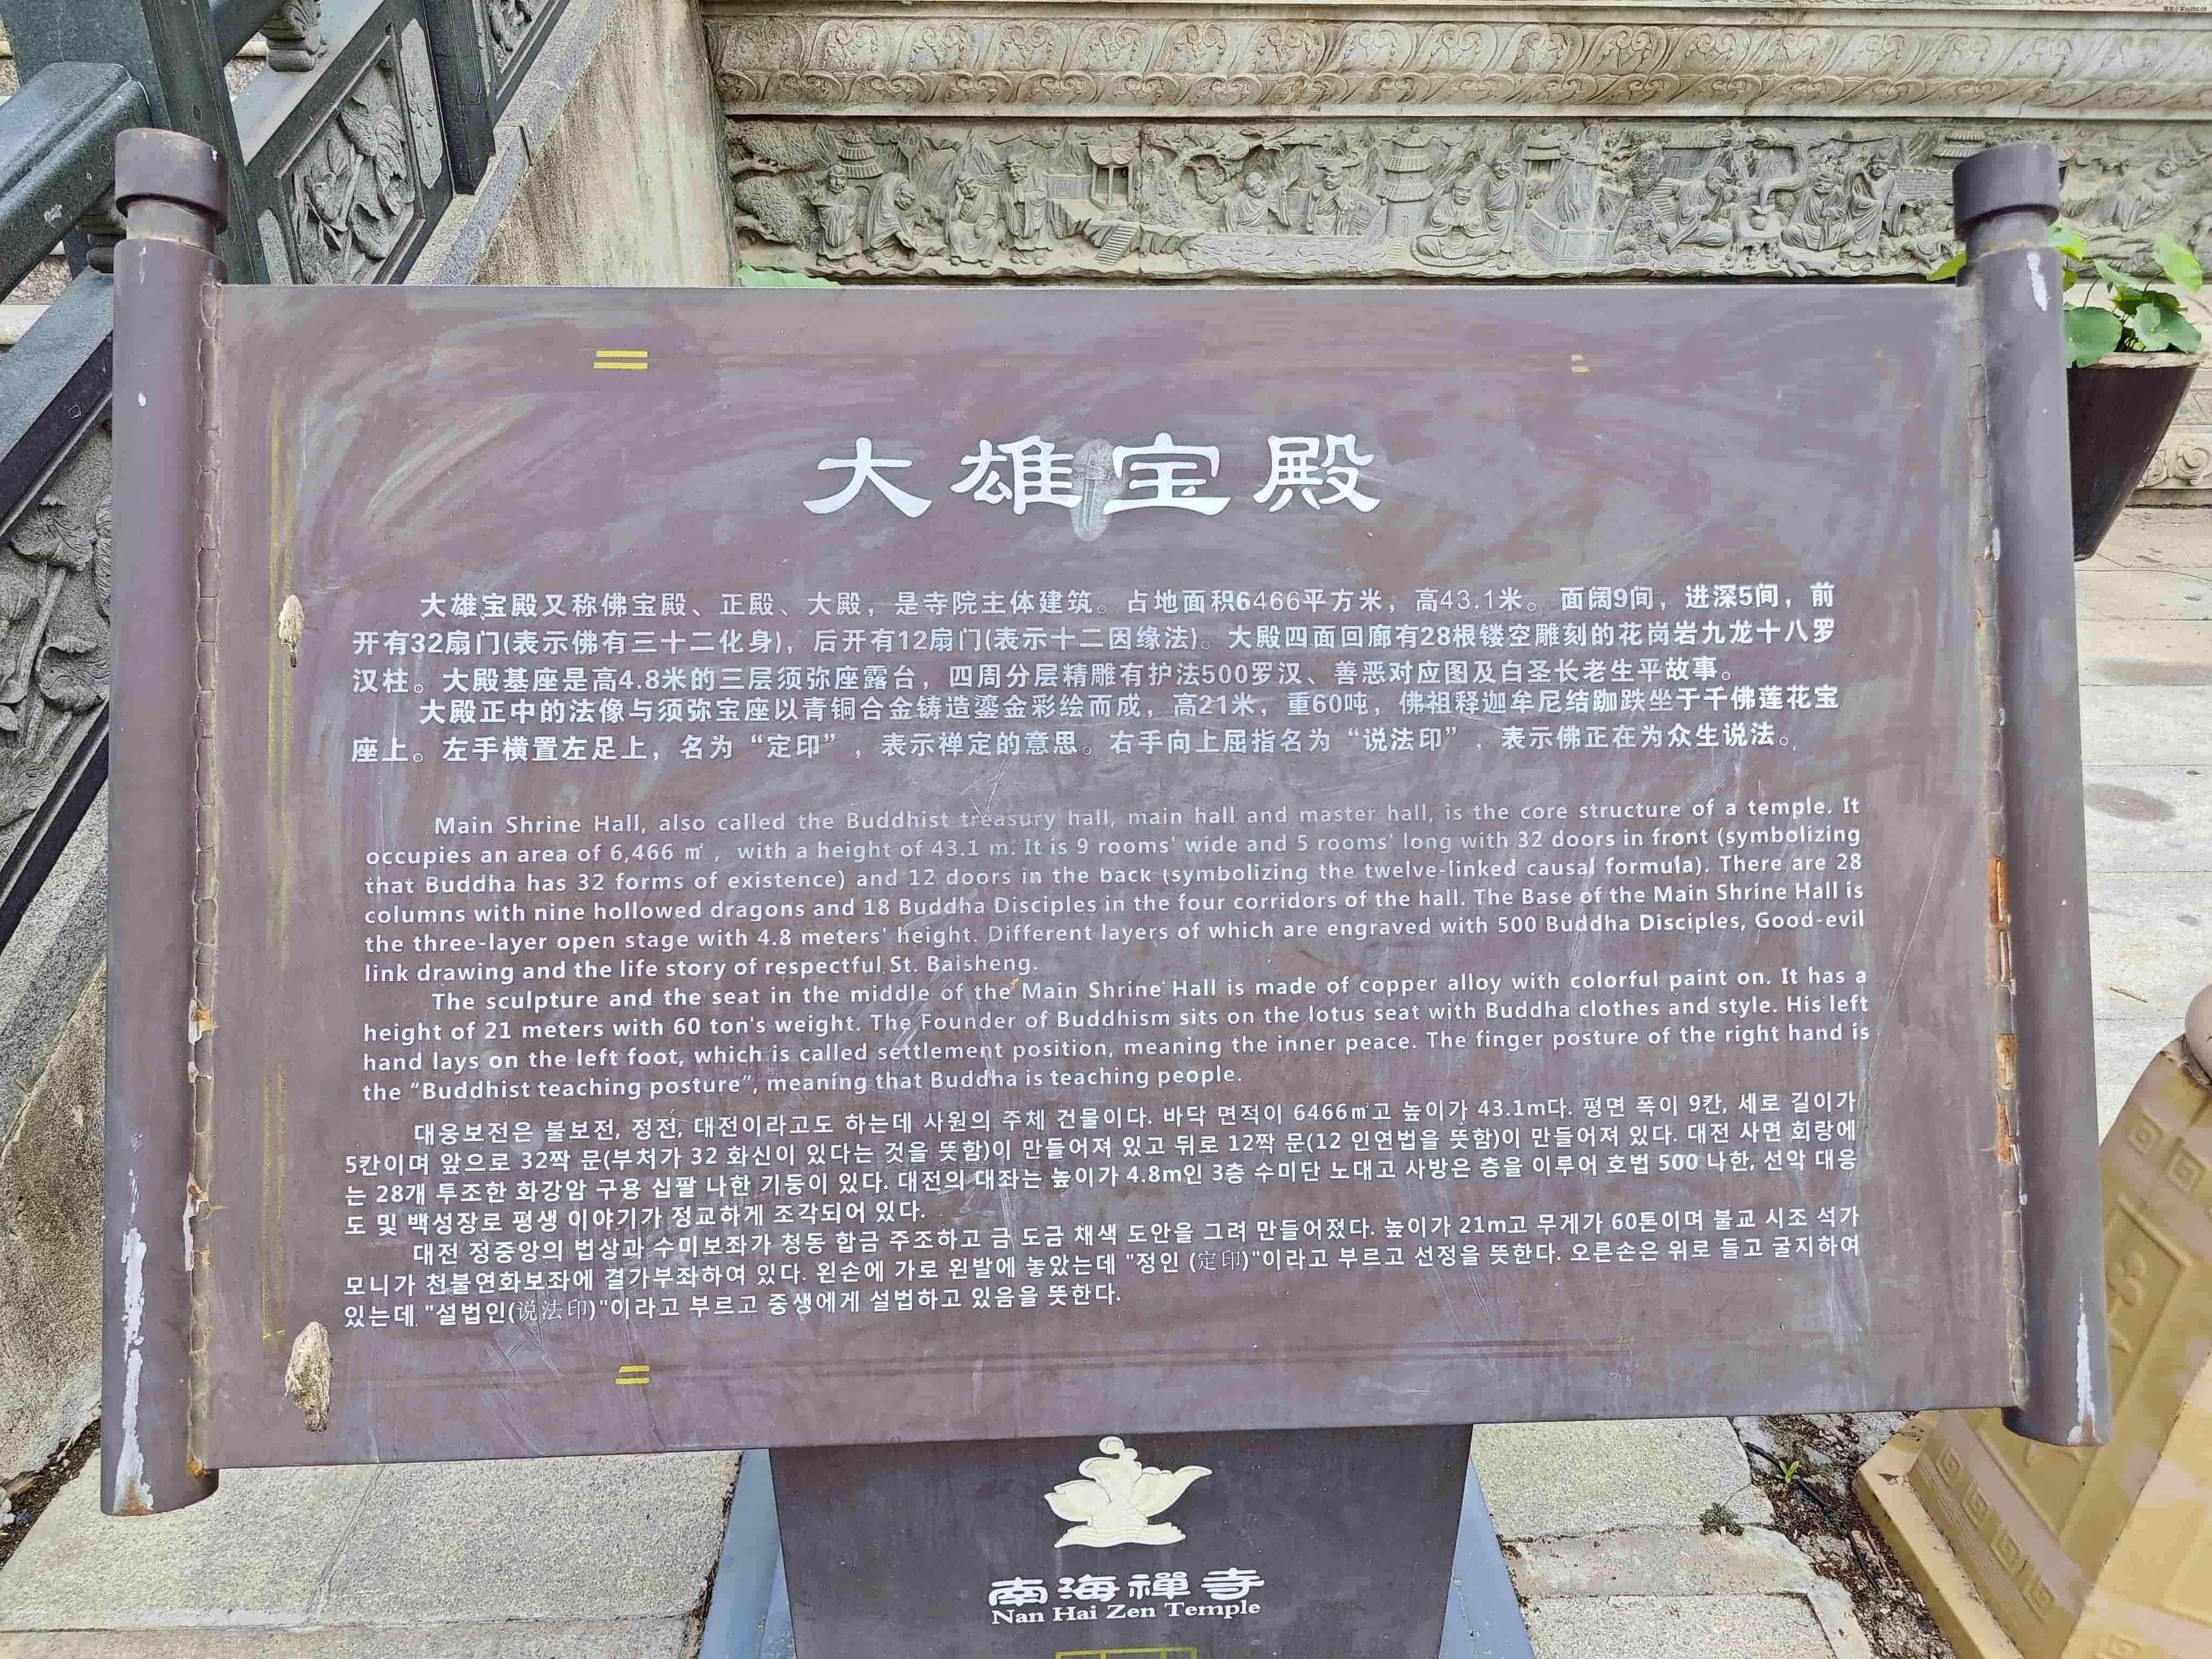 网友小宋xyzbz.cn
大雄宝殿
大雄宝殿又称佛宝殿、正殿、大殿，是寺院主体建筑。占地面积6466平方米，高43.1米。面阔9间，进深5间，前
开有32扇门(表示佛有三十二化身)，后开有12扇门(表示十二因缘法)。大殿四面回廊有28根镂空雕刻的花岗岩九龙十八罗
汉柱。大殿基座是高4.8米的三层须弥座露台，四周分层精雕有护法500罗汉、善恶对应图及白圣长老生平故事。
大殿正中的法像与须弥宝座以青铜合金铸造鎏金彩绘而成，高21米，重60吨，佛祖释迦牟尼结跏趺坐于千佛莲花宝
座上。左手横置左足上，名为“定印”，表示禅定的意思。右手向上屈指名为“说法印”，表示佛正在为众生说法。
Main Shrine Hall, also called the Buddhist treasury hall, main hall and master hall, is the core structure of a temple. It
occupies an area of 6,466 ㎡, with a height of 43.1 m. It is 9 rooms' wide and 5 rooms' long with 32 doors in front (symbolizing
that Buddha has 32 forms of existence) and 12 doors in the back (symbolizing the twelve-linked causal formula). There are 28
columns with nine hollowed dragons and 18 Buddha Disciples in the four corridors of the hall. The Base of the Main Shrine Hall is
the three-layer open stage with 4.8 meters' height. Different layers of which are engraved with 500 Buddha Disciples, Good-evil
link drawing and the life story of respectful St. Baisheng.
The sculpture and the seat in the middle of the Main Shrine Hall is made of copper alloy with colorful paint on. It has a
height of 21 meters with 60 ton's weight. The Founder of Buddhism sits on the lotus seat with Buddha clothes and style. His left
hand lays on the left foot, which is called settlement position, meaning the inner peace. The finger posture of the right hand is
the “Buddhist teaching posture”, meaning that Buddha is teaching people.
대웅보전은 불보전, 정전, 대전이라고도 하는데 사원의 주체 건물이다. 바닥 면적이 6466㎡고 높이가 43.1m다. 평면 폭이 9칸, 세로 길이가
5칸이며 앞으로 32짝 문(부처가 32 화신이 있다는 것을 뜻함)이 만들어져 있고 뒤로 12짝 문(12 인연법을 뜻함)이 만들어져 있다. 대전 사면 회랑에
는 28개 투조한 화강암 구용 십팔 나한 기둥이 있다. 대전의 대좌는 높이가 4.8m인 3층 수미단 노대고 사방은 층을 이루어 호법 500 나한, 선악 대응
도 및 백성장로 평생 이야기가 정교하게 조각되어 있다.
대전 정중앙의 법상과 수미보좌가 청동 합금 주조하고 금 도금 채색 도안을 그려 만들어졌다. 높이가 21m고 무게가 60톤이며 불교 시조 석가
모니가 천불연화보좌에 결가부좌하여 있다. 왼손에 가로 왼발에 놓았는데 "정인 (定印)"이라고 부르고 선정을 뜻한다. 오른손은 위로 들고 굴지하여
있는데 "설법인(说法印)"이라고 부르고 중생에게 설법하고 있음을 뜻한다.
南海禪寺
Nan Hai Zen Temple